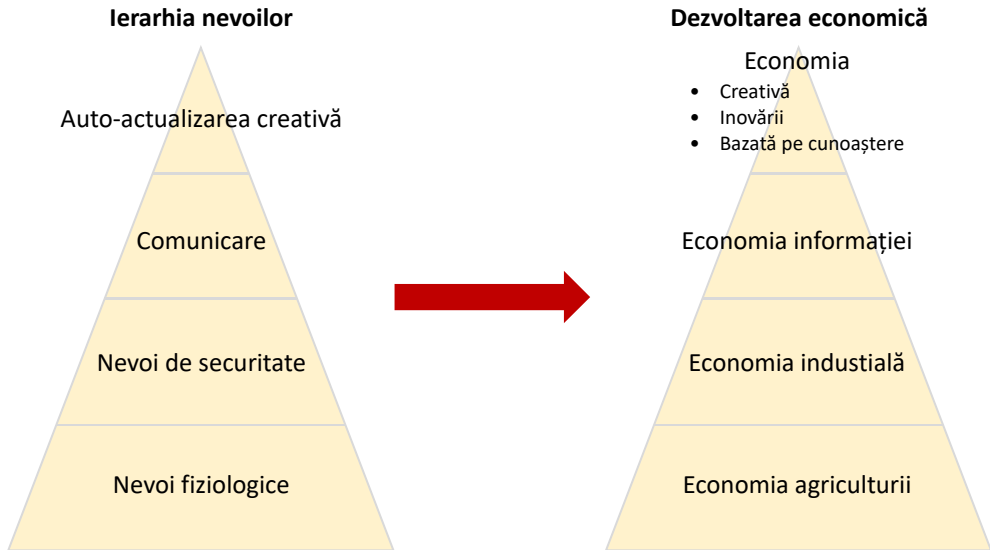 Ierarhia nevoilor
Auto-actualizarea creativă
Comunicare
Nevoi de securitate
Nevoi fiziologice
Dezvoltarea economică
Economia
• Creativă
• Inovării
• Bazată pe cunoaștere
Economia informației
Economia industială
Economia agriculturii